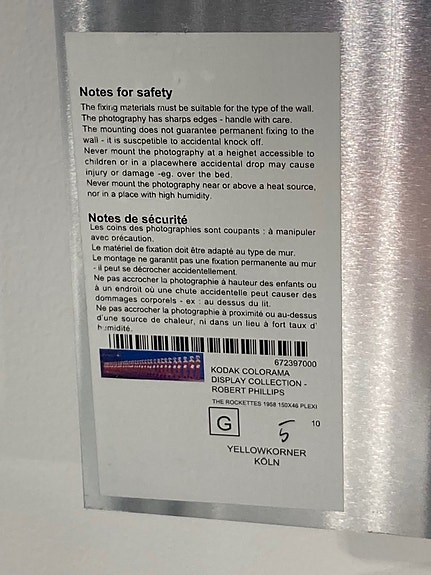 Notes for safety
The fixing materials must be suitable for the type of the wall.
The photography has sharps edges - handle with care.
The mounting does not guarantee permanent fixing to the
wall - it is suscpetible to accidental knock off.
Never mount the photography at a heighet accessible to
children or in a placewhere accidental drop may cause
injury or damage -eg. over the bed.
Never mount the photography near or above a heat source,
nor in a place with high humidity.
Notes de sécurité
Les coins des photographies sont coupants : à manipuler
avec précaution.
Le matériel de fixation doit être adapté au type de mur.
Le montage ne garantit pas une fixation permanente au mur
- il peut se décrocher accidentellement.
Ne pas accrocher la photographie à hauteur des enfants ou
à un endroit où une chute accidentelle peut causer des
dommages corporels - ex : au dessus du lit.
Ne pas accrocher la photographie à proximité ou au-dessus
d'une source de chaleur, ni dans un lieu à fort taux d'
humidité.
672397000
KODAK COLORAMA
DISPLAY COLLECTION -
ROBERT PHILLIPS
THE ROCKETTES 1968 150X46 PLEXI
G 5 10
YELLOWKORNER
KÖLN